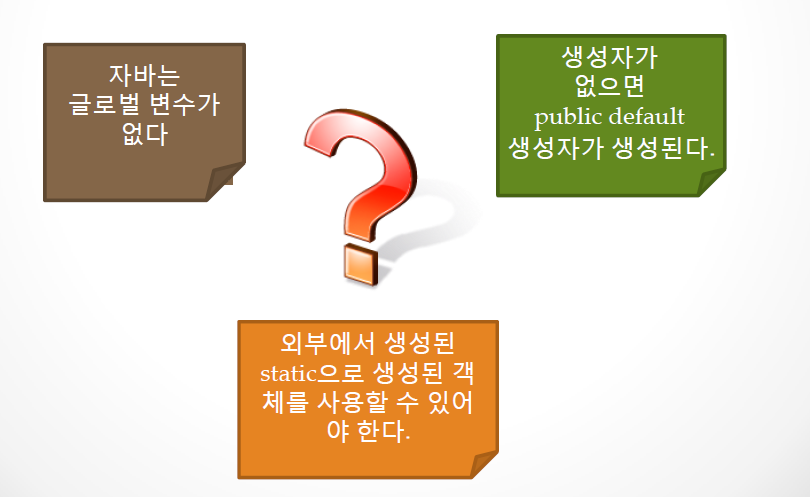 자바는
글로벌 변수가
없다
생성자가
없으면
public default
생성자가 생성된다.
외부에서 생성된
static으로 생성된 객
체를 사용할 수 있어
야 한다.